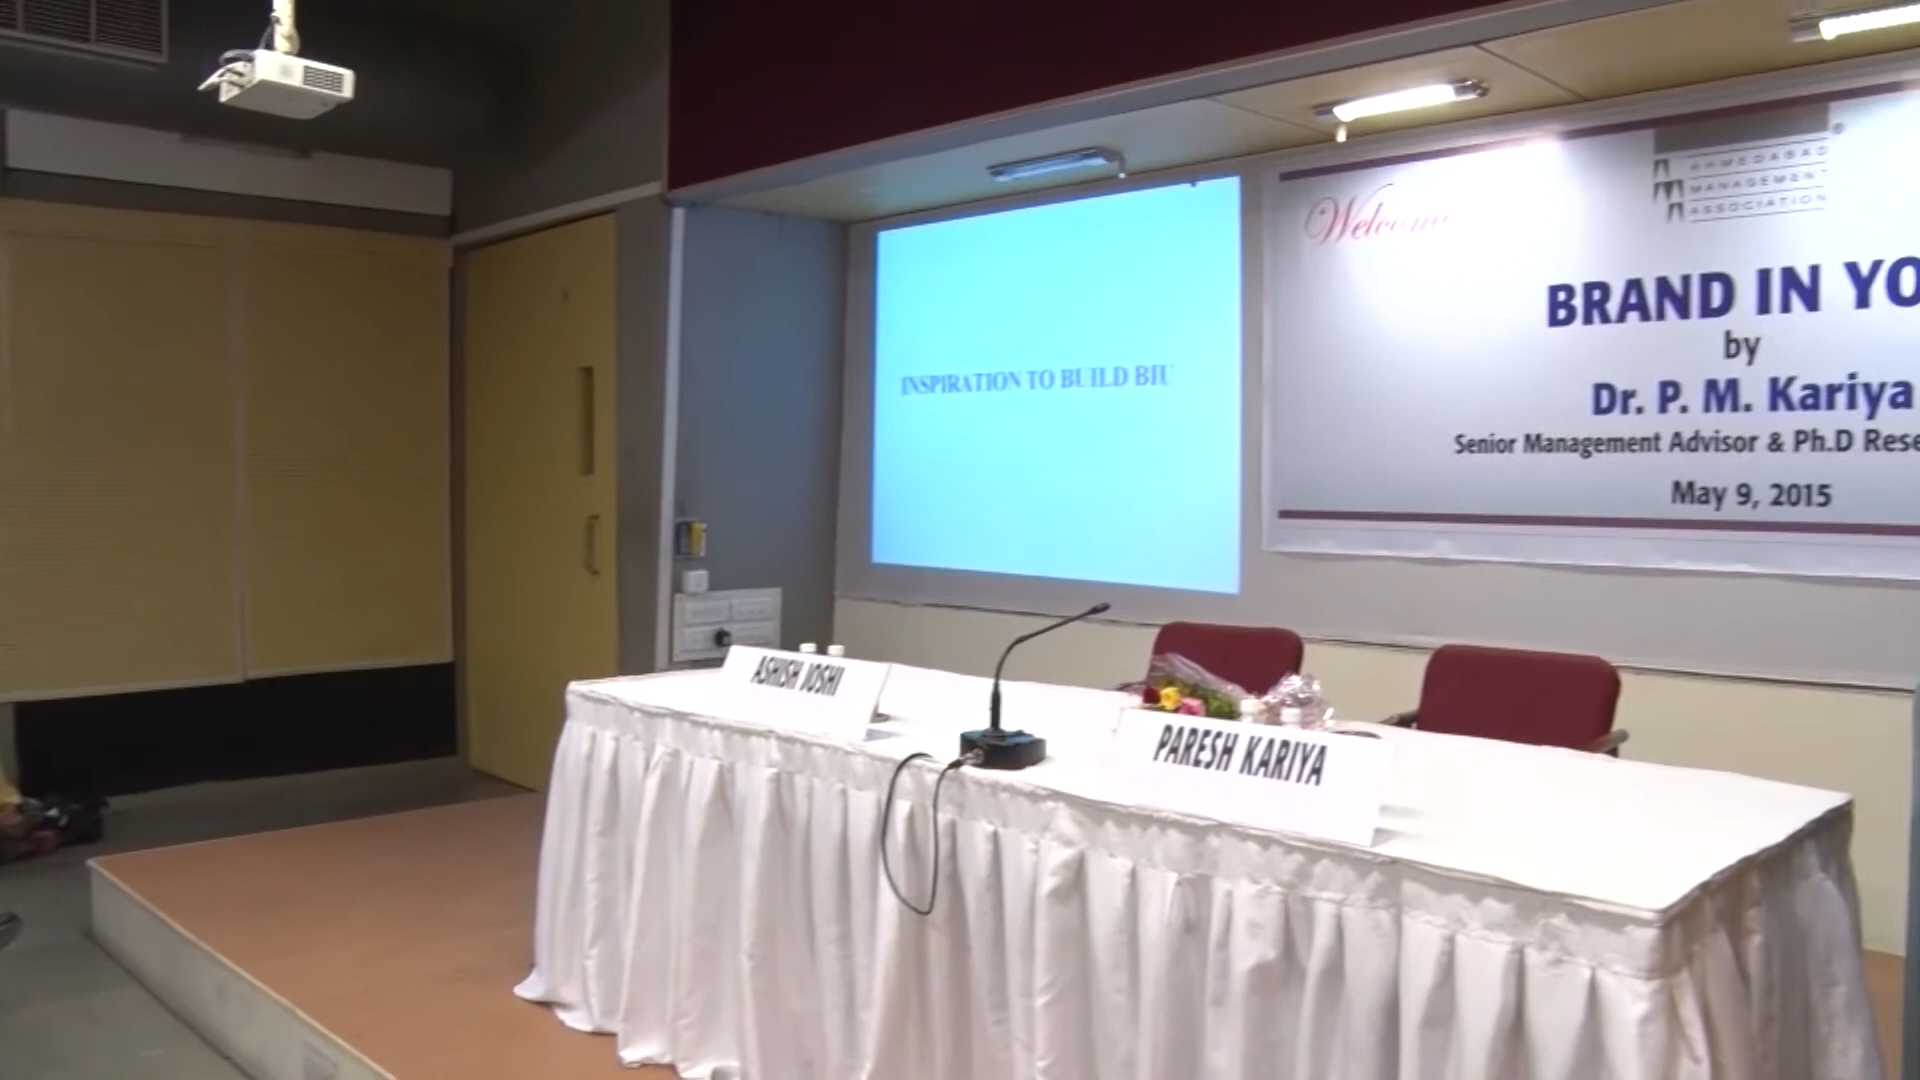 INSPIRATION TO BUILD BIU
Welcome
AHMEDABAD
MANAGEMENT
ASSOCIATION
BRAND IN YO
by
Dr. P. M. Kariya
Senior Management Advisor & Ph.D Rese
May 9, 2015
ASHISH JOSHI
PARESH KARIYA